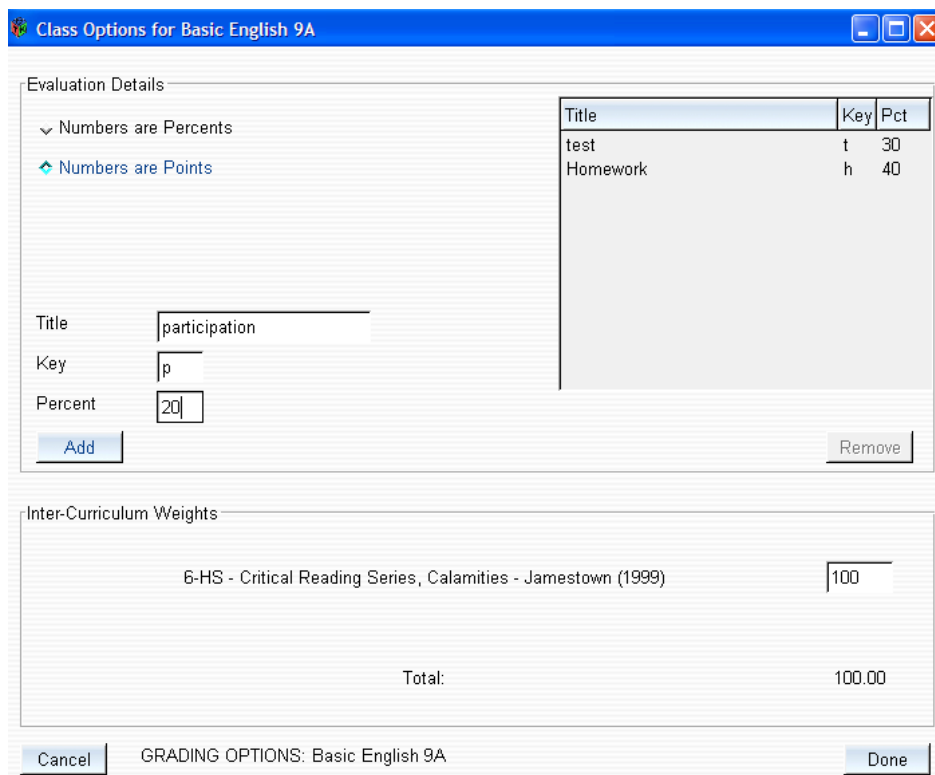 Class Options for Basic English 9A
Evaluation Details
Numbers are Percents
Numbers are Points
Title Key Pct
test t 30
Homework h 40
Title participation
Key p
Percent 20
Add
Remove
Inter-Curriculum Weights
6-HS - Critical Reading Series, Calamities - Jamestown (1999) 100
Total: 100.00
Cancel GRADING OPTIONS: Basic English 9A Done